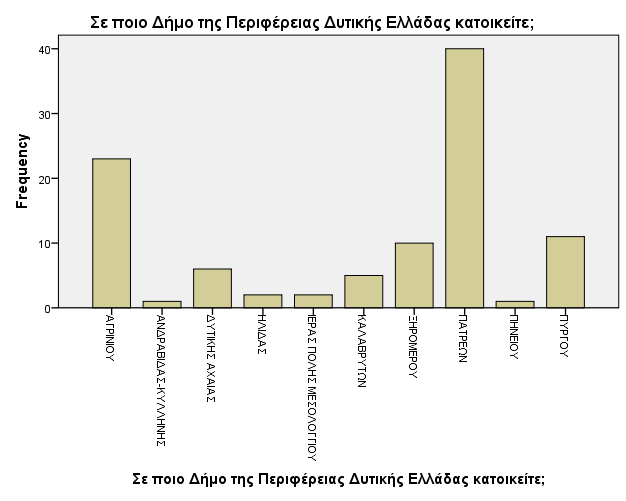 Σε ποιο Δήμο της Περιφέρειας Δυτικής Ελλάδας κατοικείτε;
Frequency
40
30
20
10
0
ΑΓΡΙΝΙΟΥ
ΑΝΔΡΑΒΙΔΑΣ-ΚΥΛΛΗΝΗΣ
ΔΥΤΙΚΗΣ ΑΧΑΙΑΣ
ΗΛΙΔΑΣ
ΙΕΡΑΣ ΠΟΛΗΣ ΜΕΣΟΛΟΓΓΙΟΥ
ΚΑΛΑΒΡΥΤΩΝ
ΞΗΡΟΜΕΡΟΥ
ΠΑΤΡΕΩΝ
ΠΗΝΕΙΟΥ
ΠΥΡΓΟΥ
Σε ποιο Δήμο της Περιφέρειας Δυτικής Ελλάδας κατοικείτε;